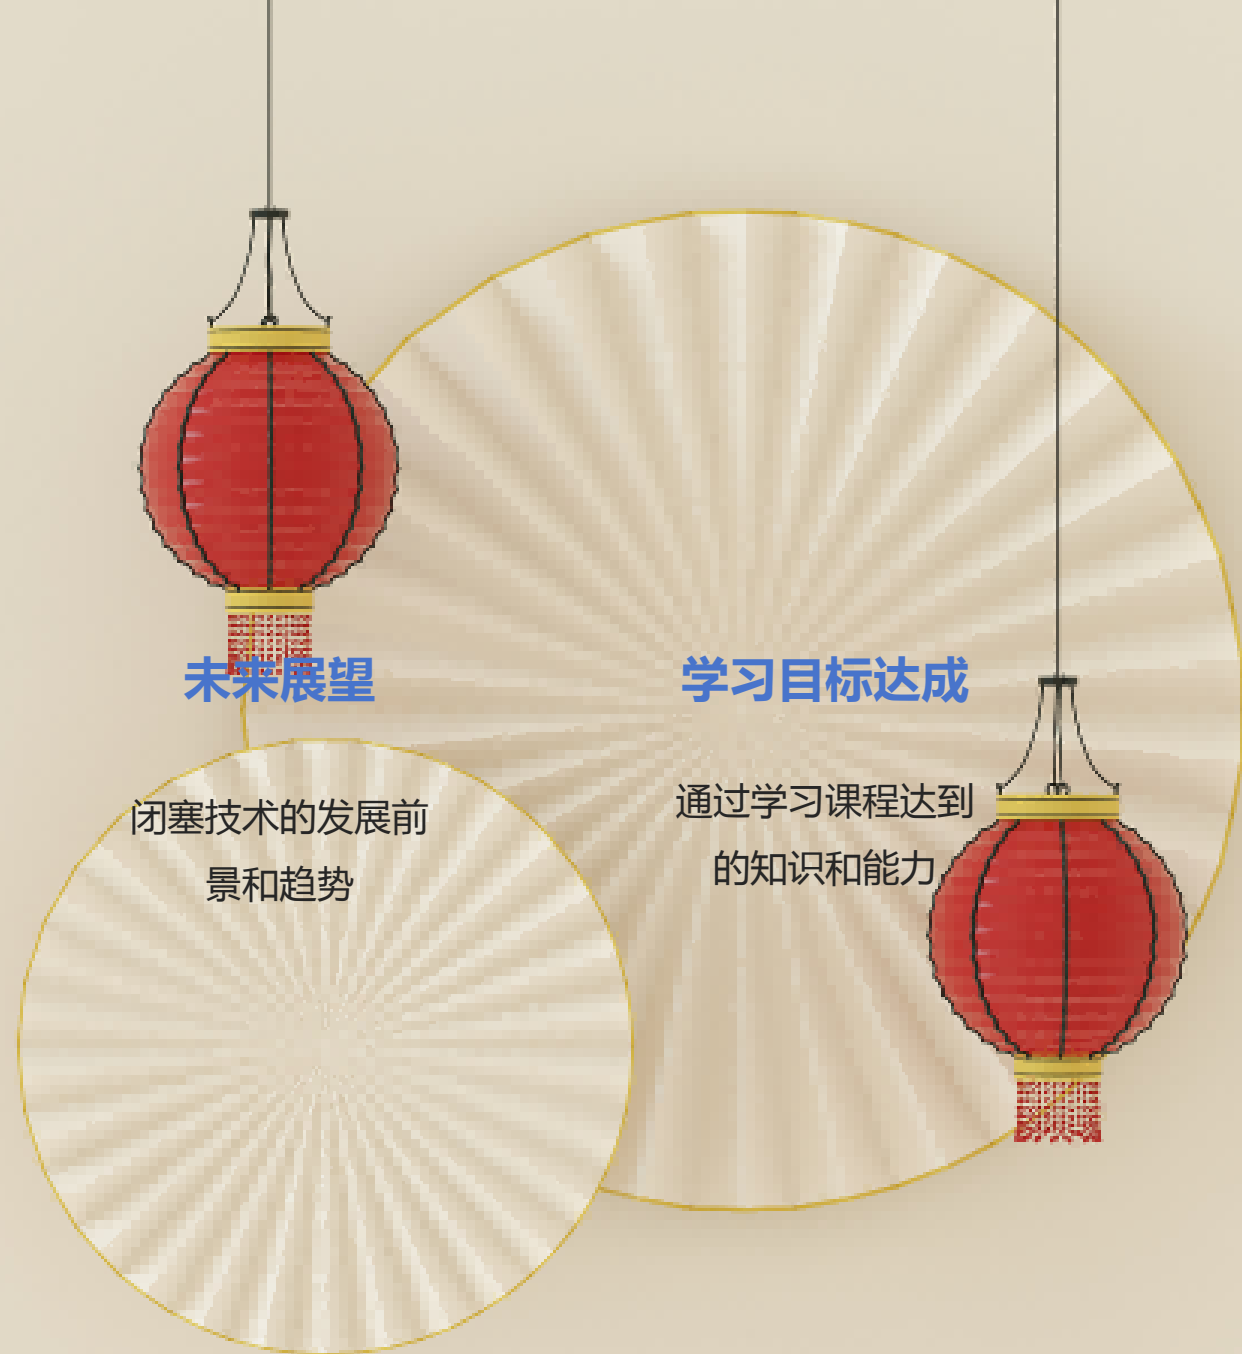 未来展望
闭塞技术的发展前
景和趋势
学习目标达成
通过学习课程达到
的知识和能力